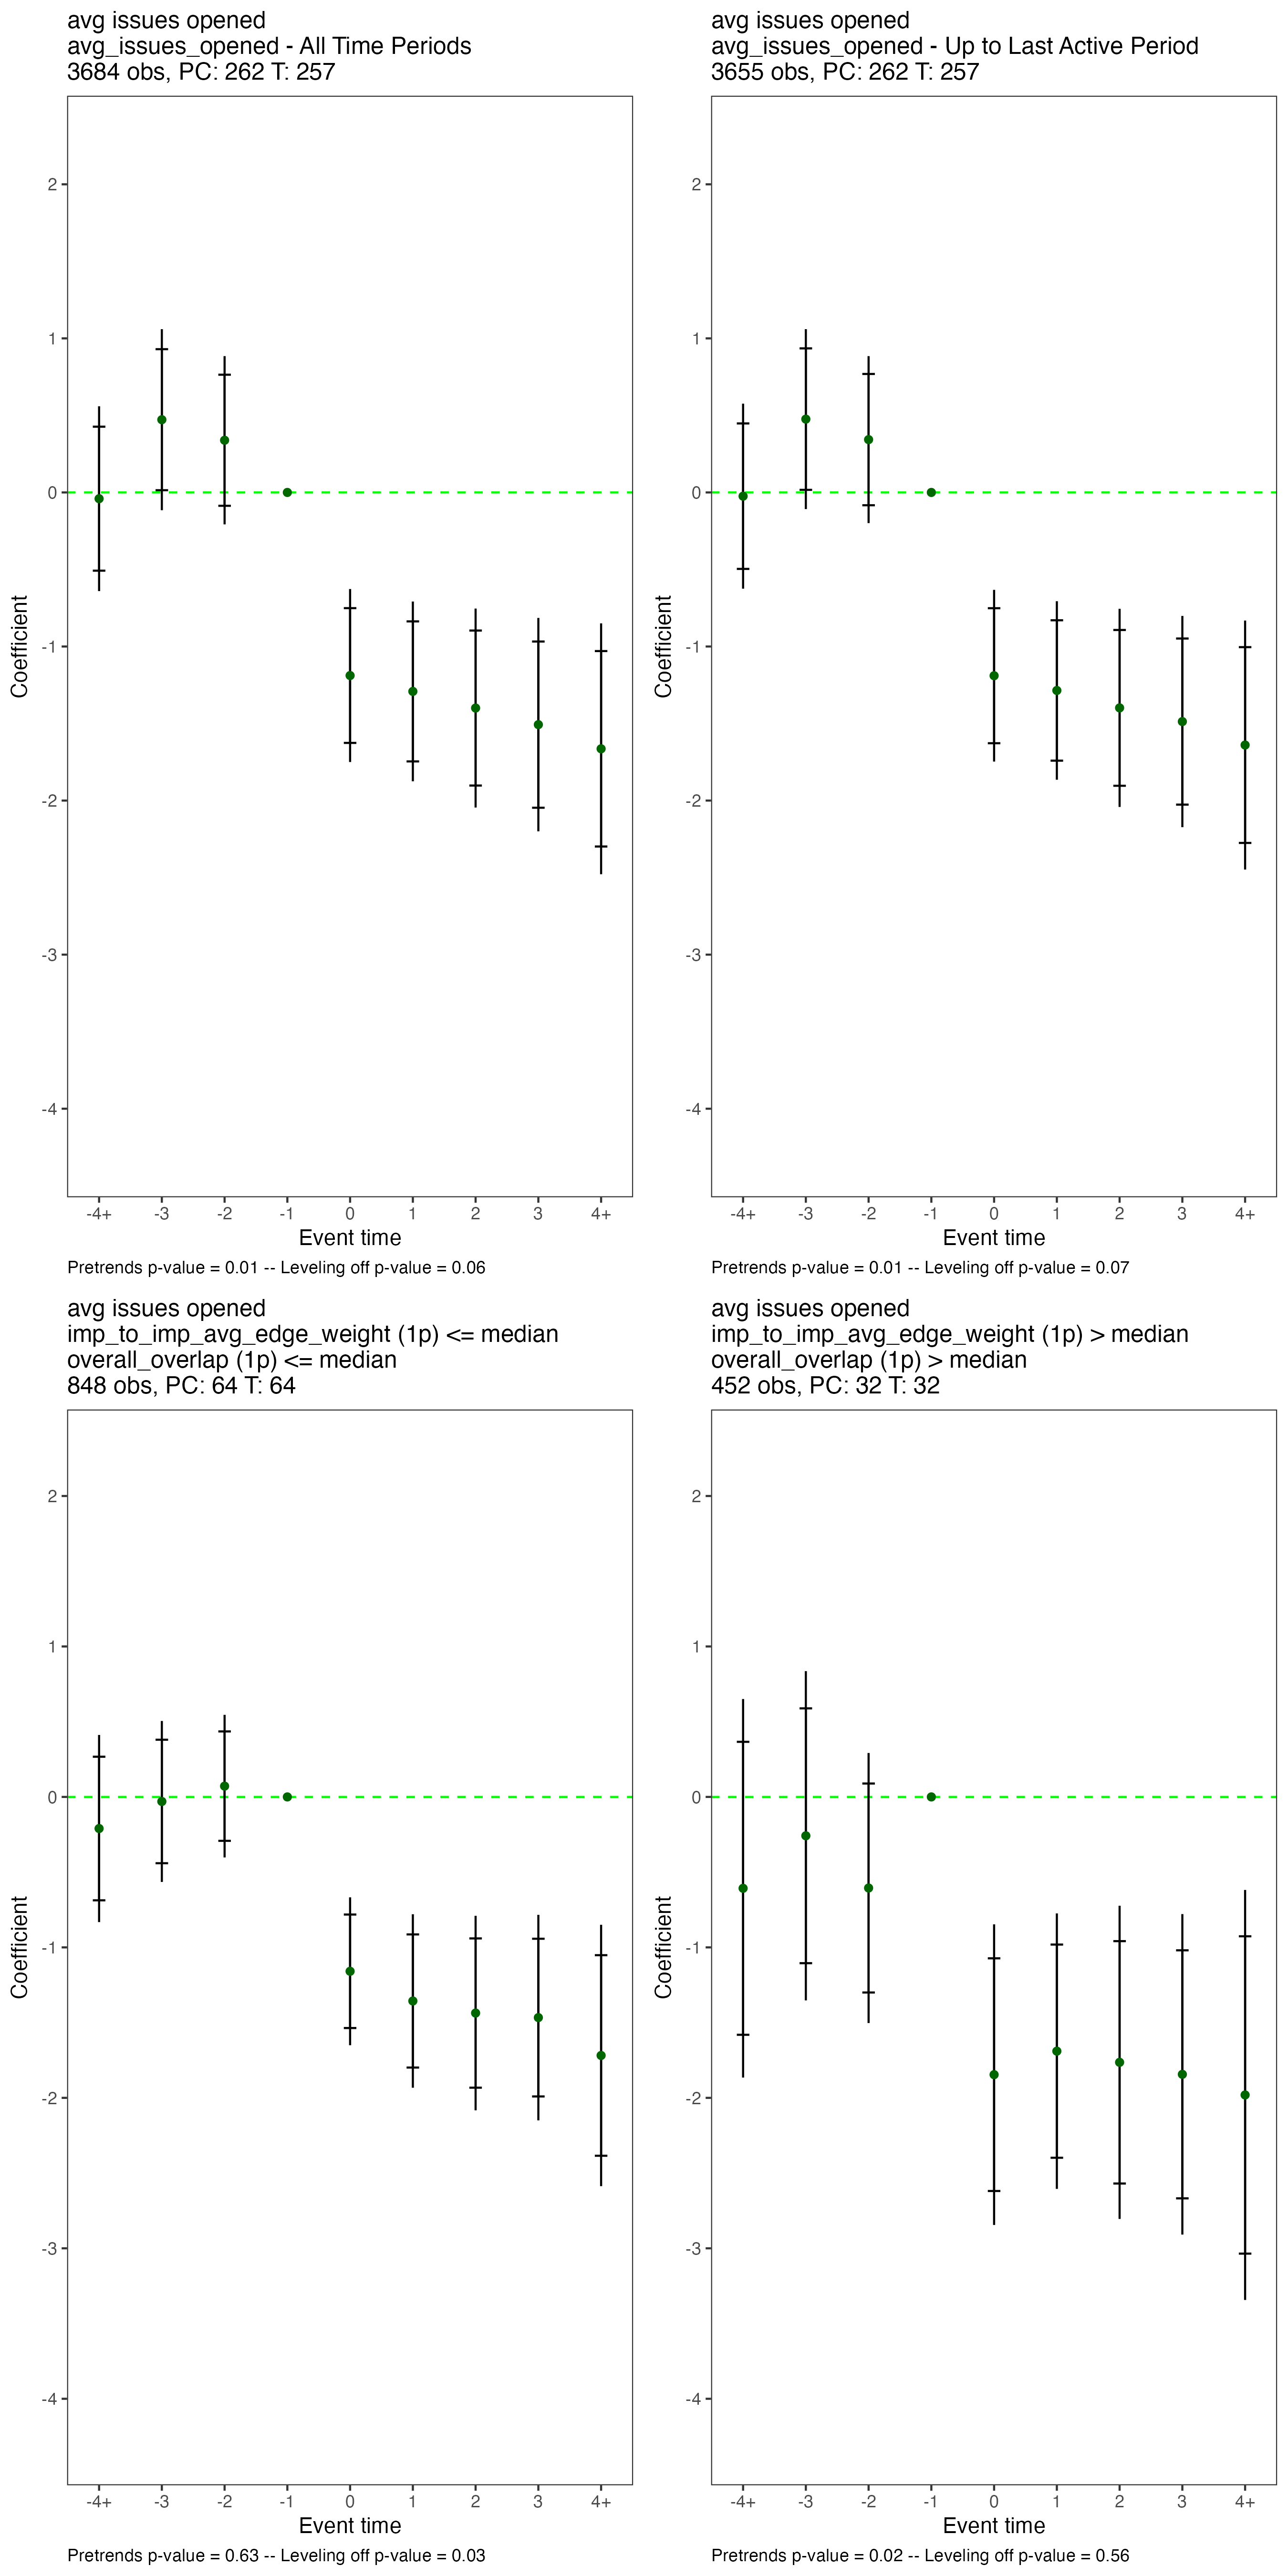 avg issues opened
avg_issues_opened - All Time Periods
3684 obs, PC: 262 T: 257
2
1
0
-1
-2
-3
-4
Coefficient
-4+ -3 -2 -1 0 1 2 3 4+
Event time
Pretrends p-value = 0.01 -- Leveling off p-value = 0.06
avg issues opened
avg_issues_opened - Up to Last Active Period
3655 obs, PC: 262 T: 257
2
1
0
-1
-2
-3
-4
Coefficient
-4+ -3 -2 -1 0 1 2 3 4+
Event time
Pretrends p-value = 0.01 -- Leveling off p-value = 0.07
avg issues opened
imp_to_imp_avg_edge_weight (1p) <= median
overall_overlap (1p) <= median
848 obs, PC: 64 T: 64
2
1
0
-1
-2
-3
-4
Coefficient
-4+ -3 -2 -1 0 1 2 3 4+
Event time
Pretrends p-value = 0.63 -- Leveling off p-value = 0.03
avg issues opened
imp_to_imp_avg_edge_weight (1p) > median
overall_overlap (1p) > median
452 obs, PC: 32 T: 32
2
1
0
-1
-2
-3
-4
Coefficient
-4+ -3 -2 -1 0 1 2 3 4+
Event time
Pretrends p-value = 0.02 -- Leveling off p-value = 0.56